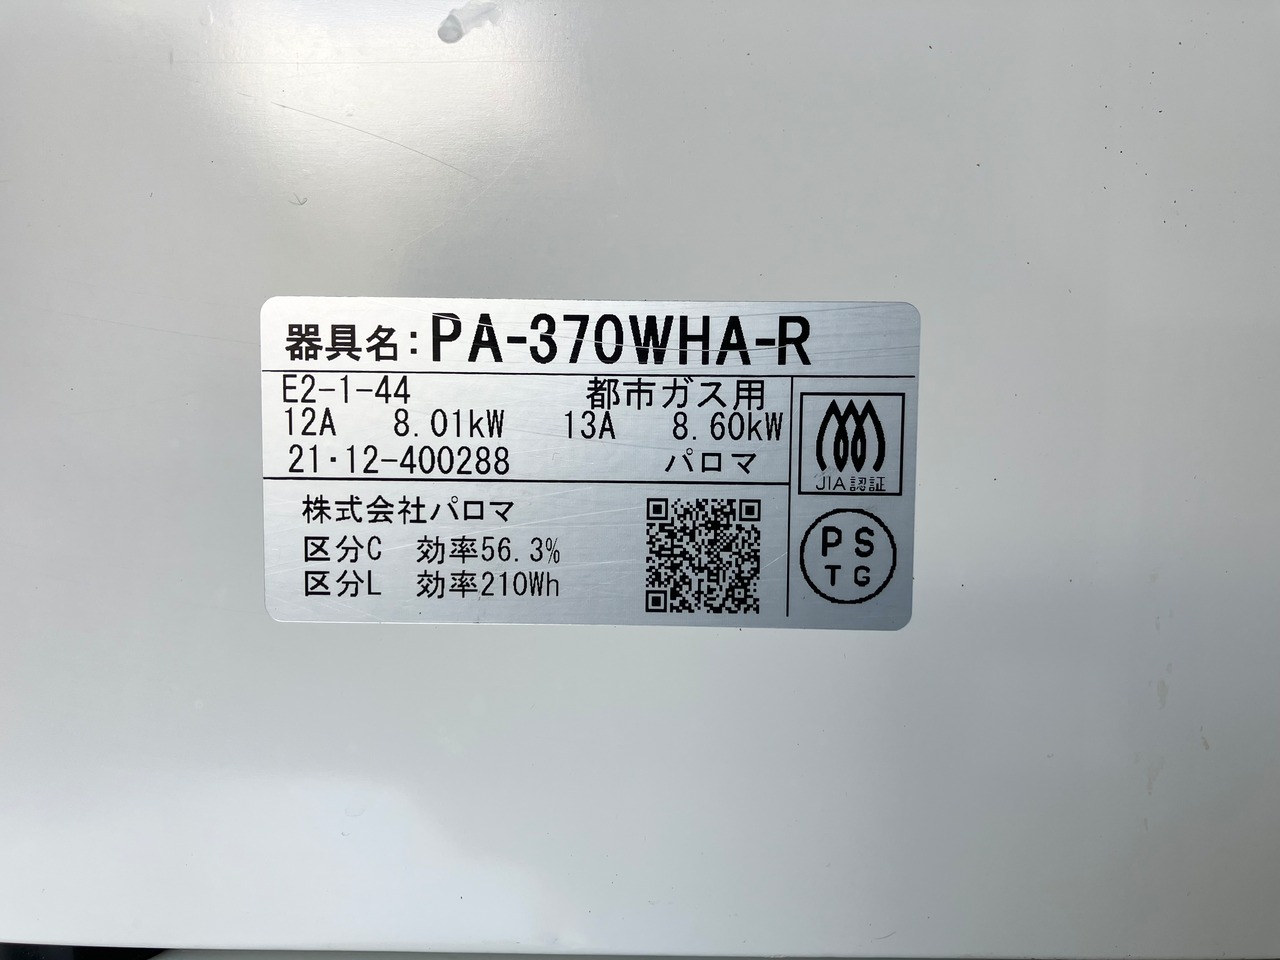 器具名:PA-370WHA-R
E2-1-44 都市ガス用
12A 8.01kW 13A 8.60kW
21・12-400288 パロマ
JIA認証
株式会社パロマ
区分C 効率56.3%
区分L 効率210Wh
PS
TG